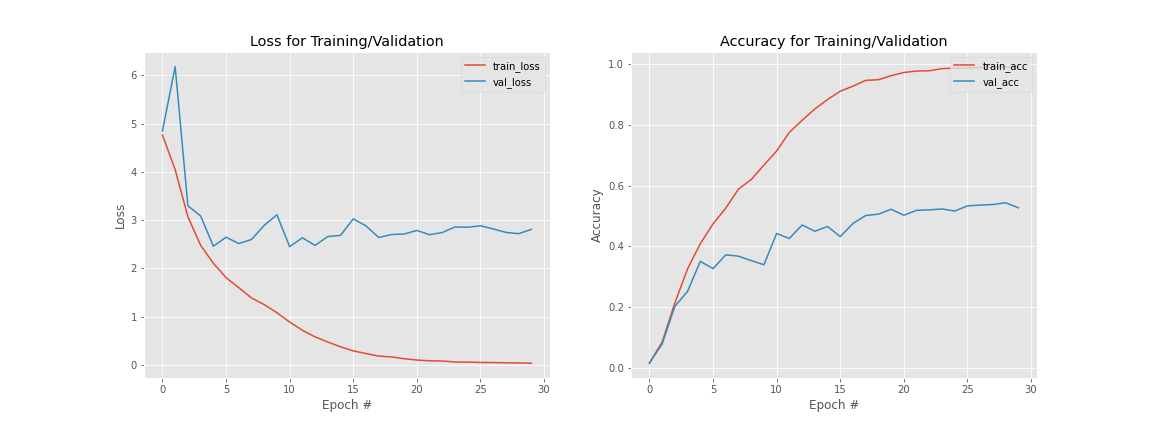 Loss for Training/Validation
train_loss
val_loss
6
5
4
3
2
1
0
Loss
0 5 10 15 20 25 30
Epoch #
Accuracy for Training/Validation
train_acc
val_acc
1.0
0.8
0.6
0.4
0.2
0.0
Accuracy
0 5 10 15 20 25 30
Epoch #